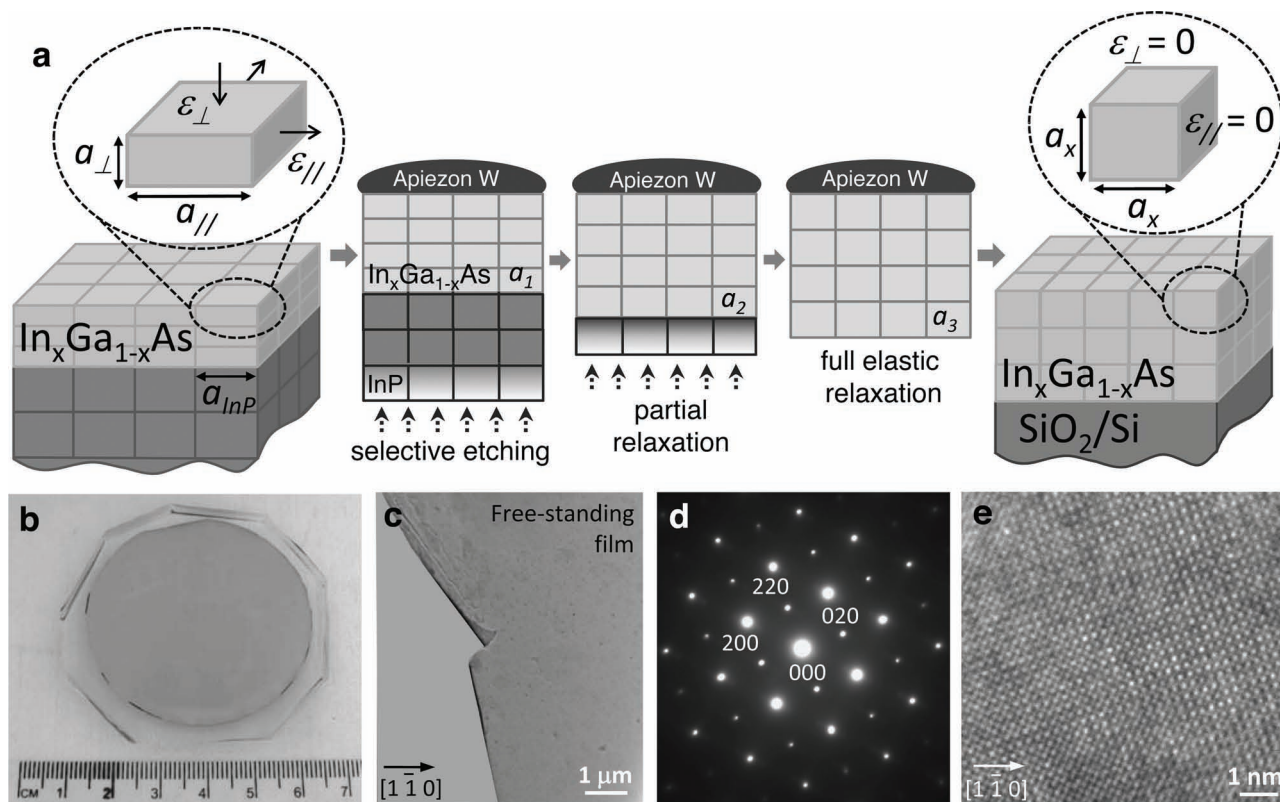 a
ε⊥
ε//
a⊥
a//
InxGa1-xAs
aInP
Apiezon W
InxGa1-xAs a1
InP
selective etching
Apiezon W
a2
partial
relaxation
Apiezon W
a3
full elastic
relaxation
ε⊥ = 0
ε// = 0
ax
ax
InxGa1-xAs
SiO2/Si
b
CM 1 2 3 4 5 6 7
c
Free-standing
film
[1 1̄ 0]
1 μm
d
220
020
200
000
e
[1 1̄ 0]
1 nm